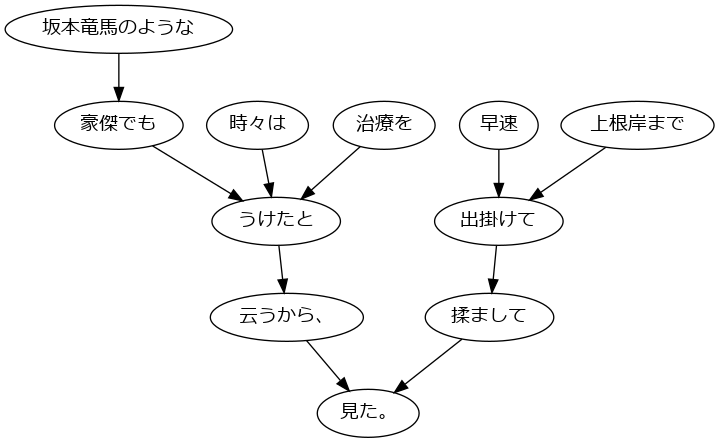 坂本竜馬のような
豪傑でも
時々は
治療を
早速
上根岸まで
うけたと
出掛けて
云うから、
揉まして
見た。